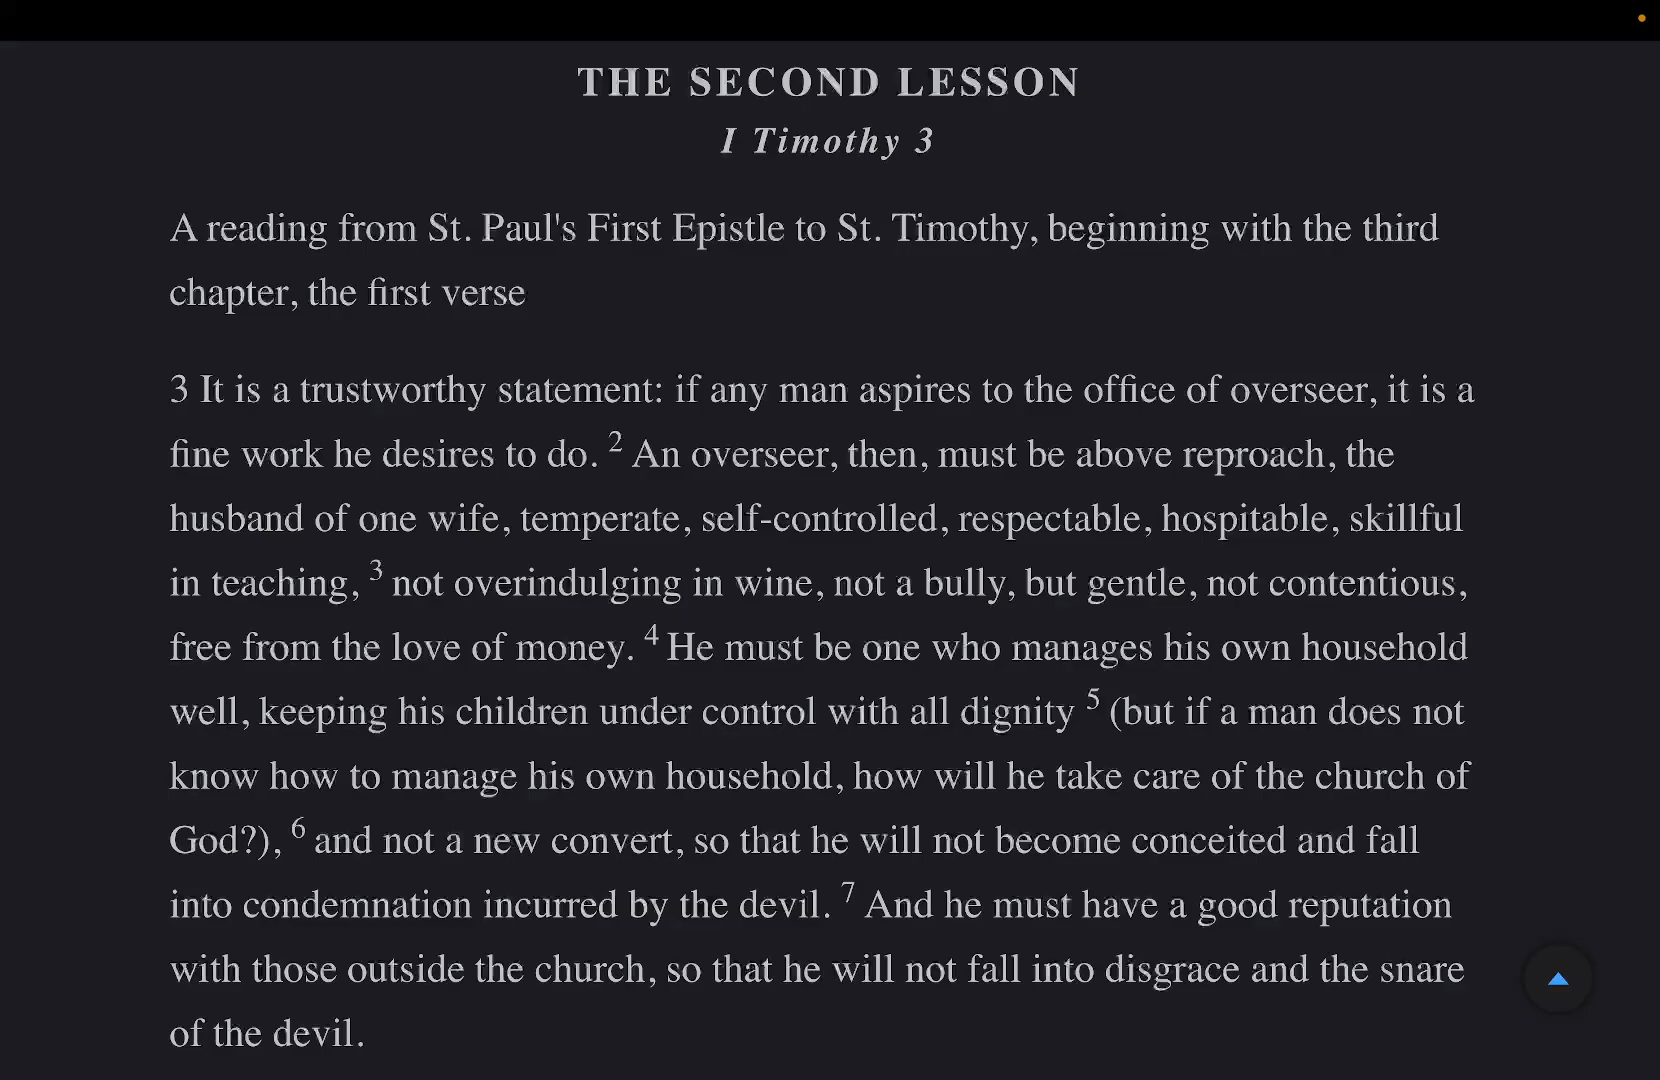 THE SECOND LESSON
I Timothy 3
A reading from St. Paul's First Epistle to St. Timothy, beginning with the third
chapter, the first verse
3 It is a trustworthy statement: if any man aspires to the office of overseer, it is a
fine work he desires to do. 2 An overseer, then, must be above reproach, the
husband of one wife, temperate, self-controlled, respectable, hospitable, skillful
in teaching, 3 not overindulging in wine, not a bully, but gentle, not contentious,
free from the love of money. 4 He must be one who manages his own household
well, keeping his children under control with all dignity 5 (but if a man does not
know how to manage his own household, how will he take care of the church of
God?), 6 and not a new convert, so that he will not become conceited and fall
into condemnation incurred by the devil. 7 And he must have a good reputation
with those outside the church, so that he will not fall into disgrace and the snare
of the devil.